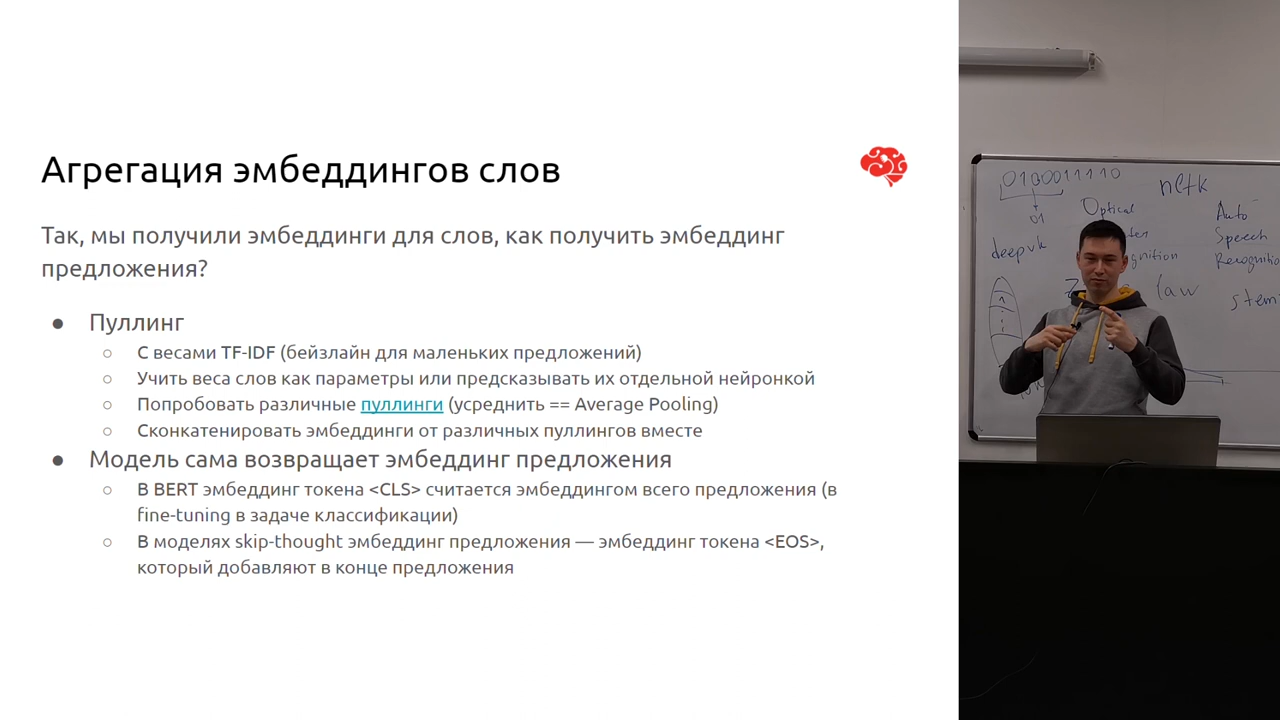 Агрегация эмбеддингов слов
Так, мы получили эмбеддинги для слов, как получить эмбеддинг
предложения?
● Пуллинг
○ С весами TF-IDF (бейзлайн для маленьких предложений)
○ Учить веса слов как параметры или предсказывать их отдельной нейронкой
○ Попробовать различные пуллинги (усреднить == Average Pooling)
○ Сконкатенировать эмбеддинги от различных пуллингов вместе
● Модель сама возвращает эмбеддинг предложения
○ В BERT эмбеддинг токена <CLS> считается эмбеддингом всего предложения (в
fine-tuning в задаче классификации)
○ В моделях skip-thought эмбеддинг предложения — эмбеддинг токена <EOS>,
который добавляют в конце предложения
0100011110
nltk
Optical
Auto
Speech
deepvk
gnition
Recognitio
law
stem